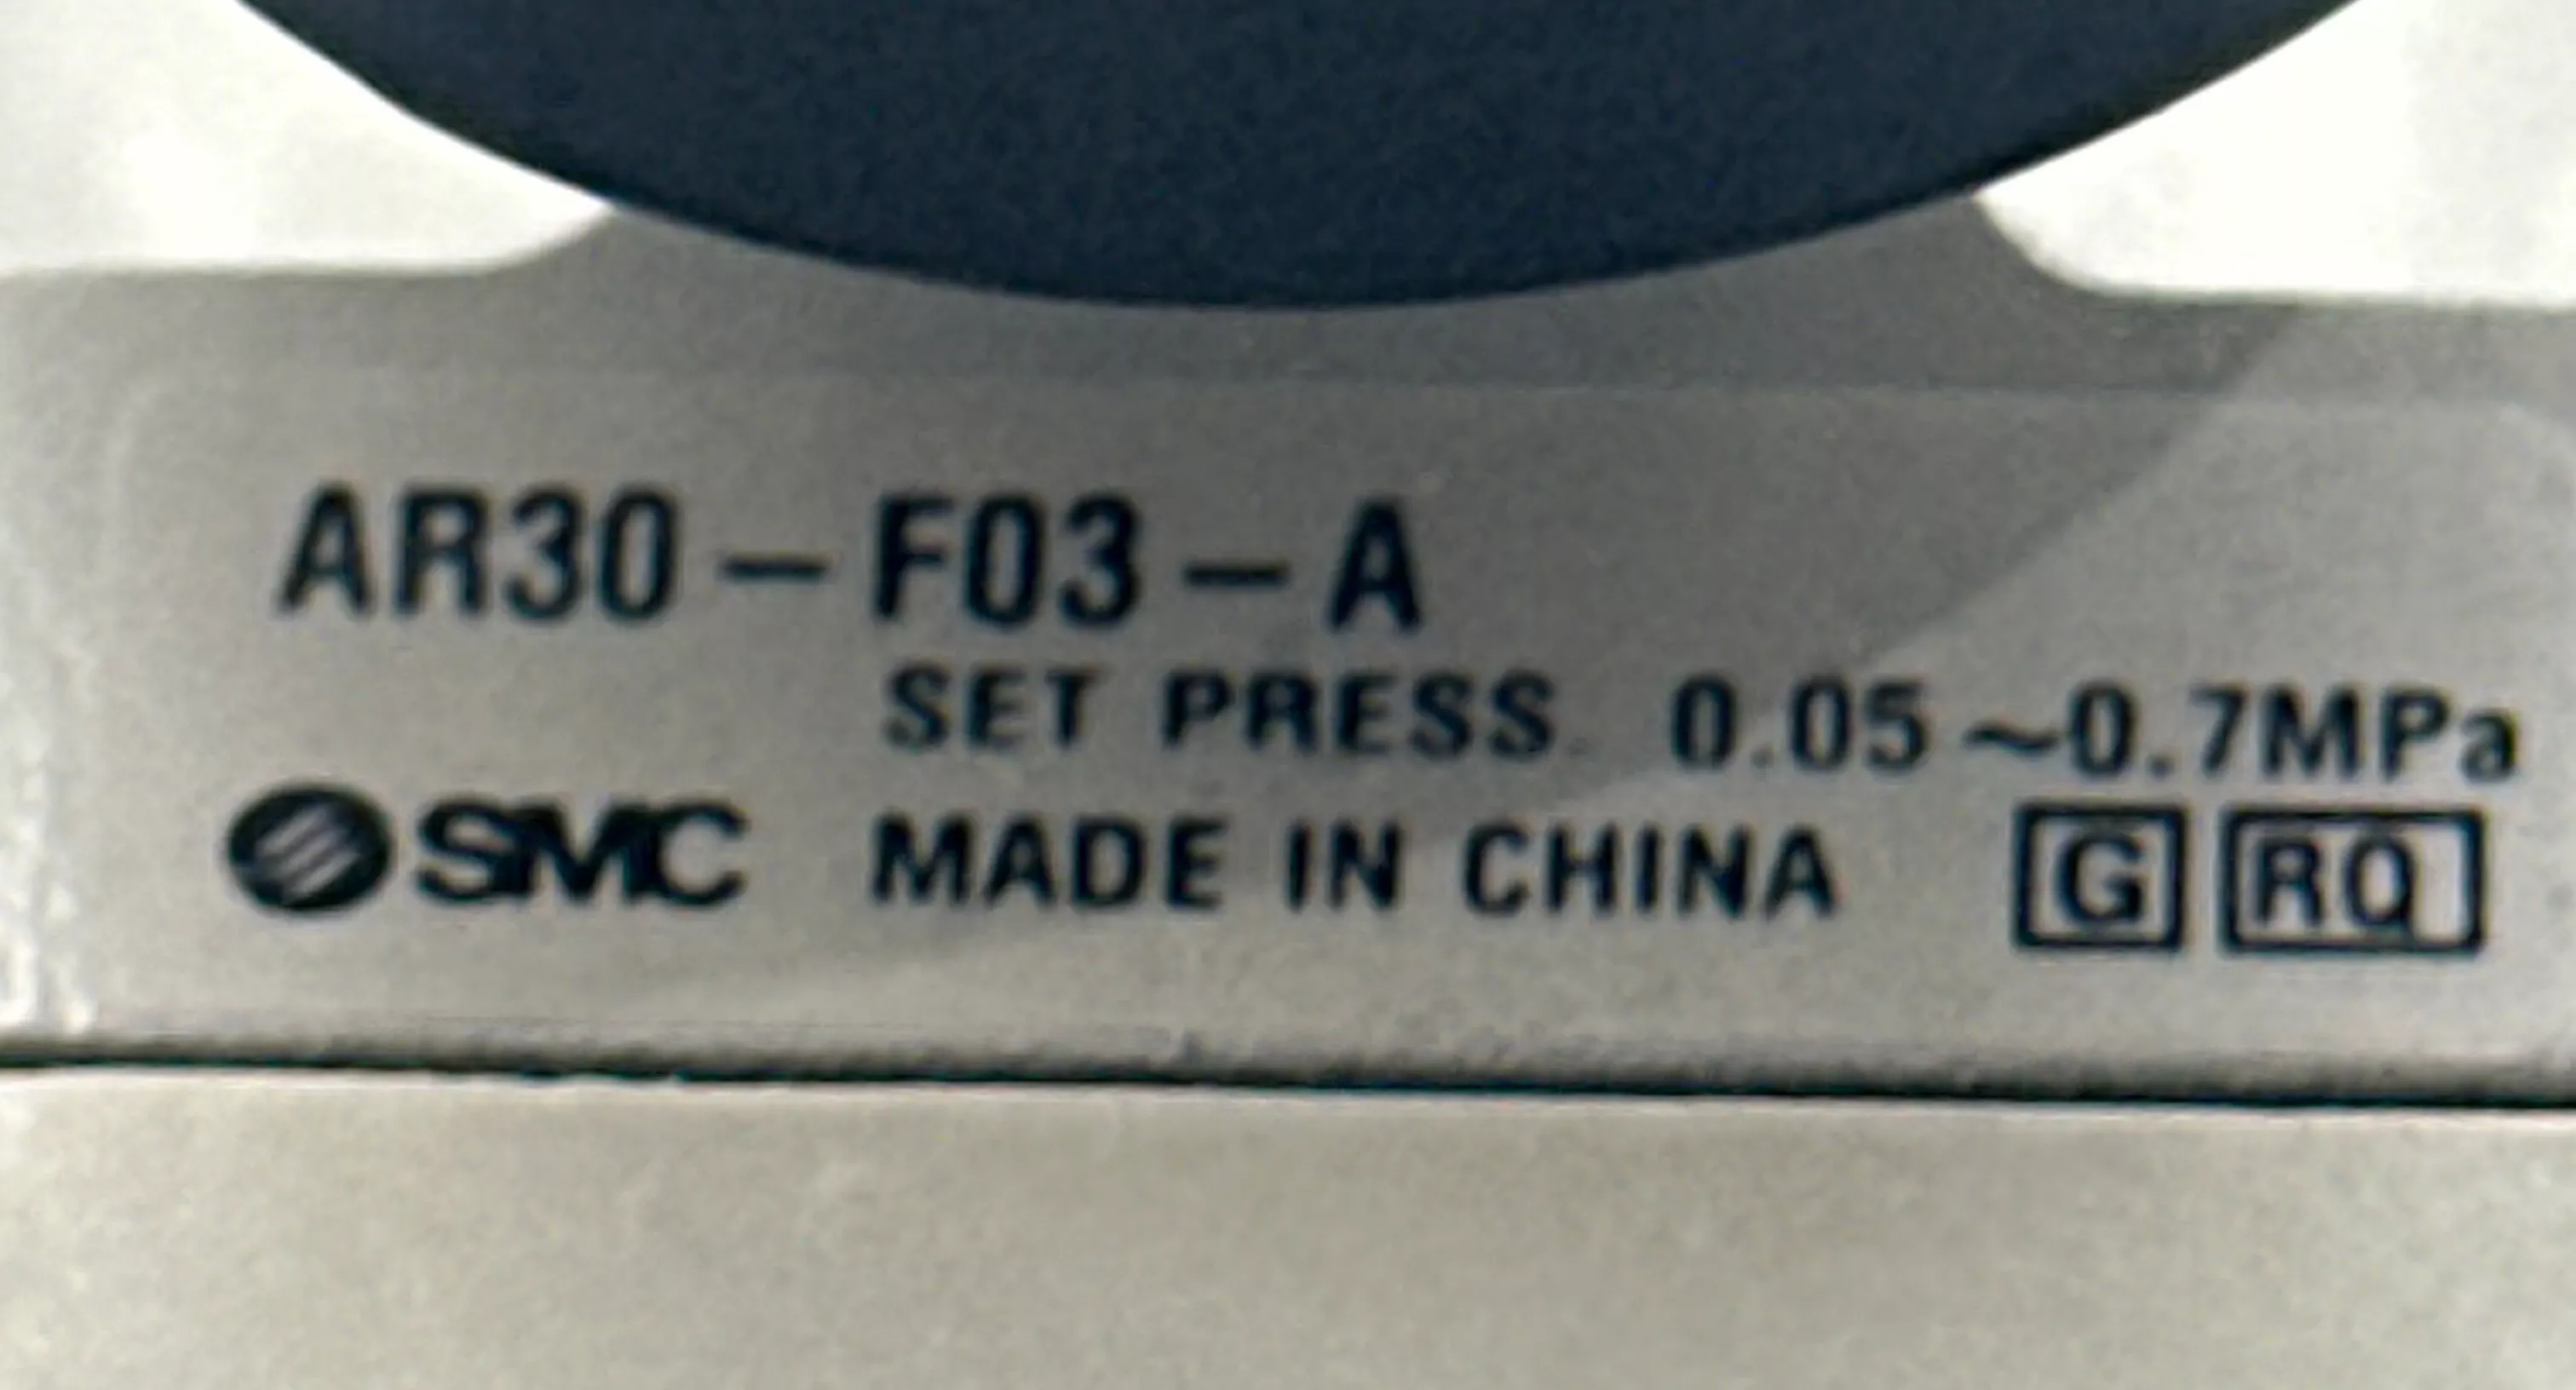 AR30-F03-A
SET PRESS. 0.05~0.7MPa
SMC MADE IN CHINA G RQ